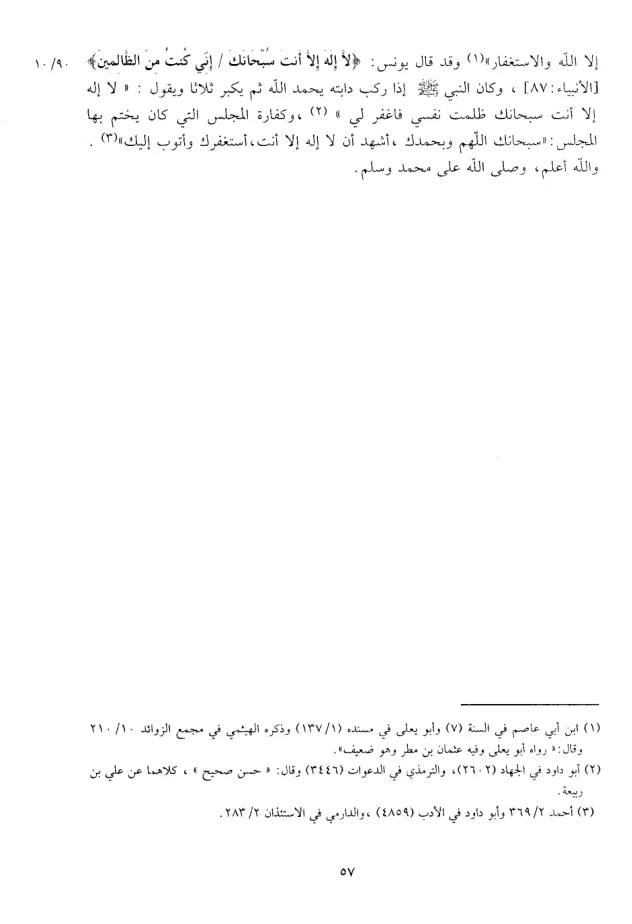 إلا الله والاستغفار»(١) وقد قال يونس: ﴿لاَّ إِلَهَ إِلاَّ أَنتَ سُبْحَانَكَ / إِنِّي كُنتُ مِنَ الظَّالِمِينَ﴾ ١٠/٩٠
[الأنبياء:٨٧] ، وكان النبي ﷺ إذا ركب دابته يحمد الله ثم يكبر ثلاثا ويقول : « لا إله
إلا أنت سبحانك ظلمت نفسي فاغفر لي » (٢) ،وكفارة المجلس التي كان يختم بها
المجلس:«سبحانك اللّهم وبحمدك ،أشهد أن لا إله إلا أنت،أستغفرك وأتوب إليك»(٣) .
والله أعلم، وصلى الله على محمد وسلم.
(١) ابن أبي عاصم في السنة (٧) وأبو يعلى في مسنده (١/ ١٣٧) وذكره الهيثمي في مجمع الزوائد ١٠/ ٢١٠
وقال:« رواه أبو يعلى وفيه عثمان بن مطر وهو ضعيف».
(٢) أبو داود في الجهاد (٢٦٠٢)، والترمذي في الدعوات (٣٤٤٦) وقال: « حسن صحيح » ، كلاهما عن علي بن
ربيعة.
(٣) أحمد ٢/ ٣٦٩ وأبو داود في الأدب (٤٨٥٩) ،والدارمي في الاستئذان ٢/ ٢٨٣.
٥٧